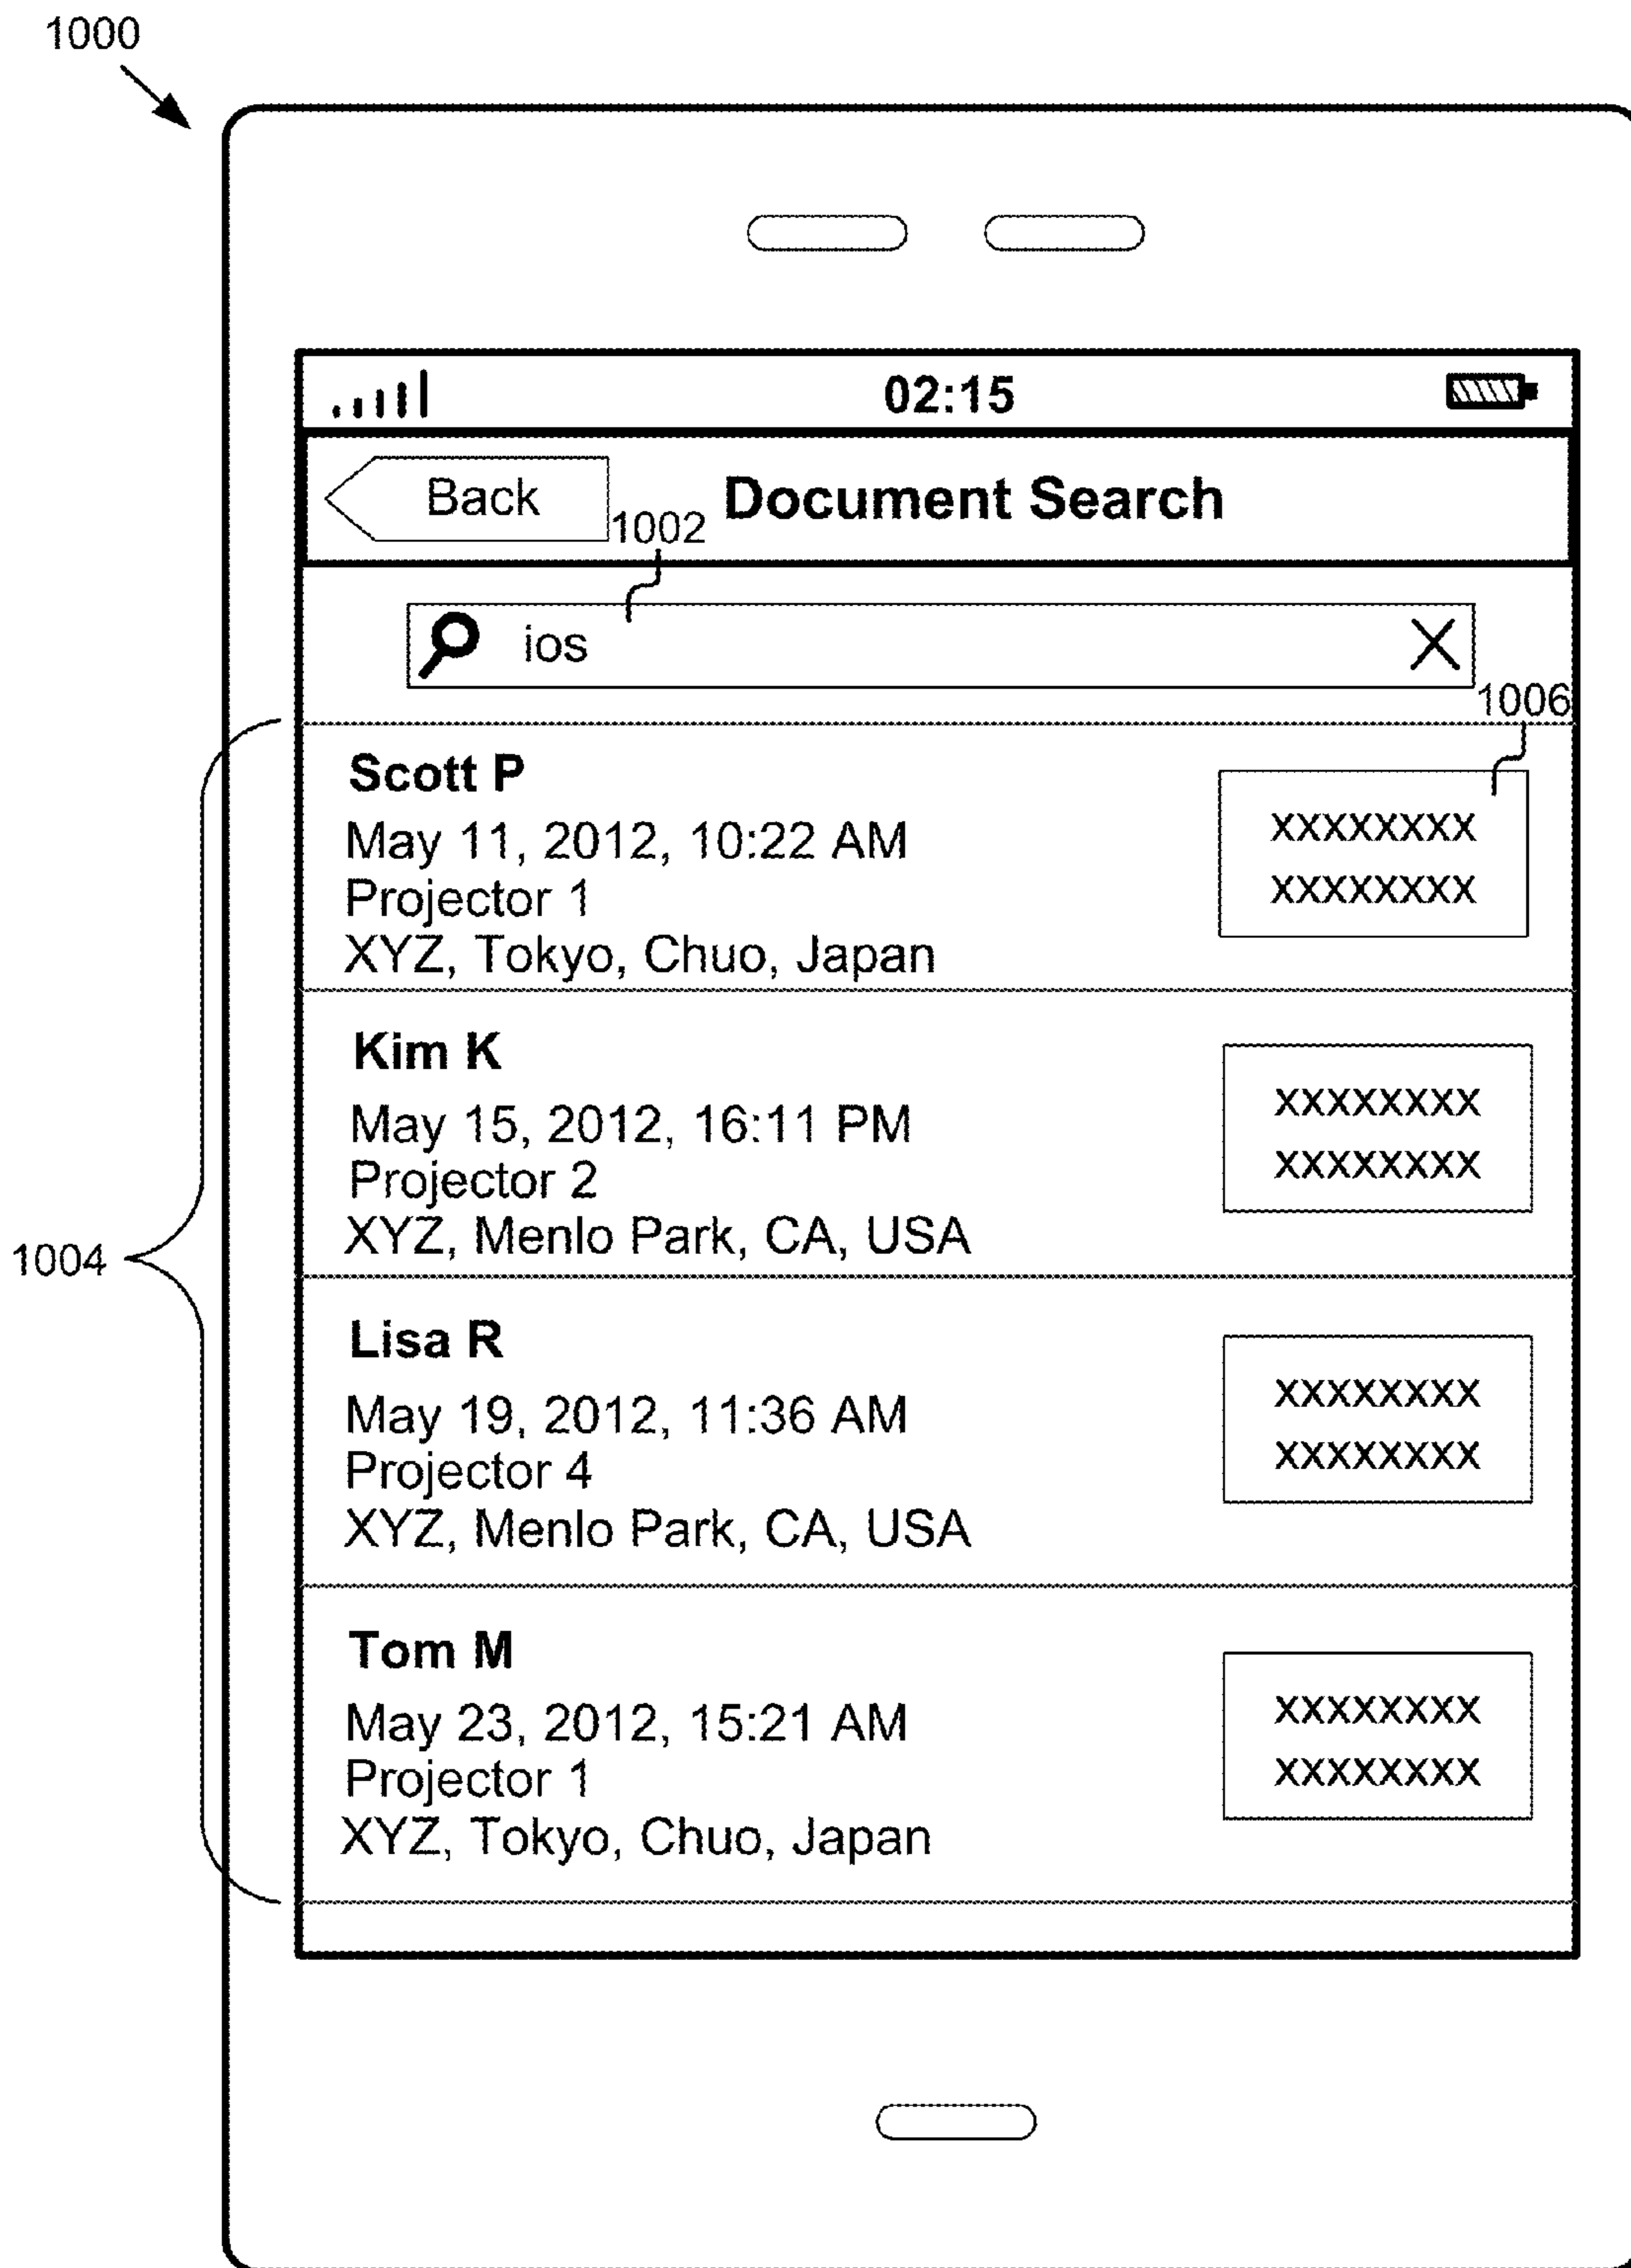 1000
02:15
Back
1002
Document Search
ios
1006
Scott P
May 11, 2012, 10:22 AM
Projector 1
XYZ, Tokyo, Chuo, Japan
XXXXXXXX
XXXXXXXX
Kim K
May 15, 2012, 16:11 PM
Projector 2
XYZ, Menlo Park, CA, USA
XXXXXXXX
XXXXXXXX
1004
Lisa R
May 19, 2012, 11:36 AM
Projector 4
XYZ, Menlo Park, CA, USA
XXXXXXXX
XXXXXXXX
Tom M
May 23, 2012, 15:21 AM
Projector 1
XYZ, Tokyo, Chuo, Japan
XXXXXXXX
XXXXXXXX